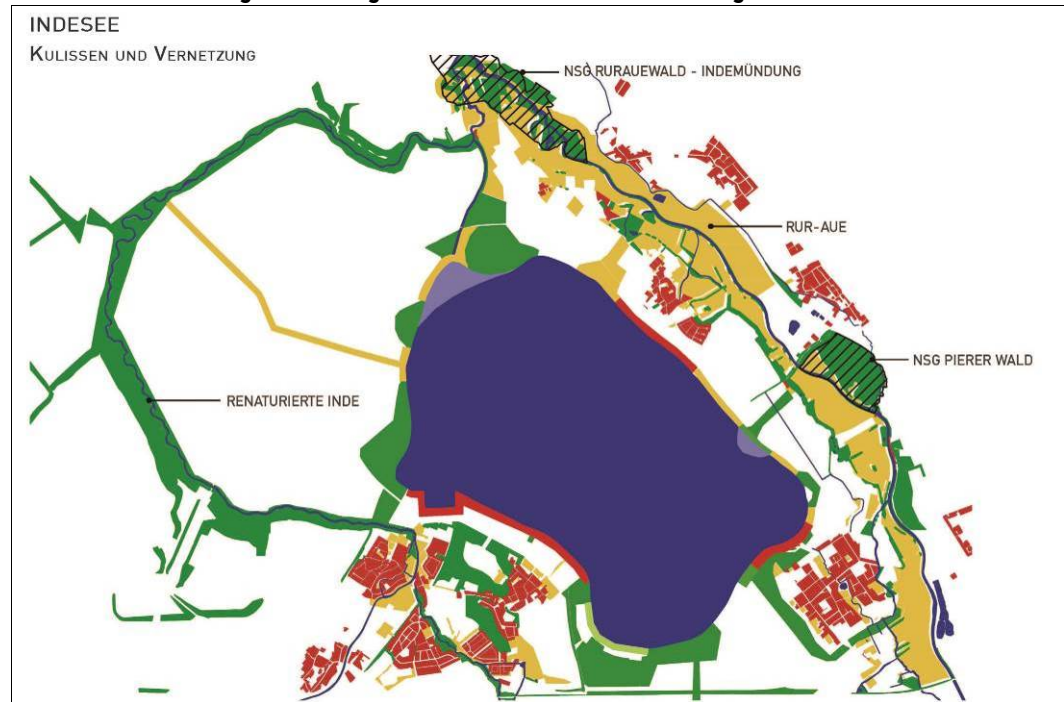 INDESEE
KULISSEN UND VERNETZUNG
NSG RURAUEWALD - INDEMÜNDUNG
RUR-AUE
NSG PIERER WALD
RENATURIERTE INDE